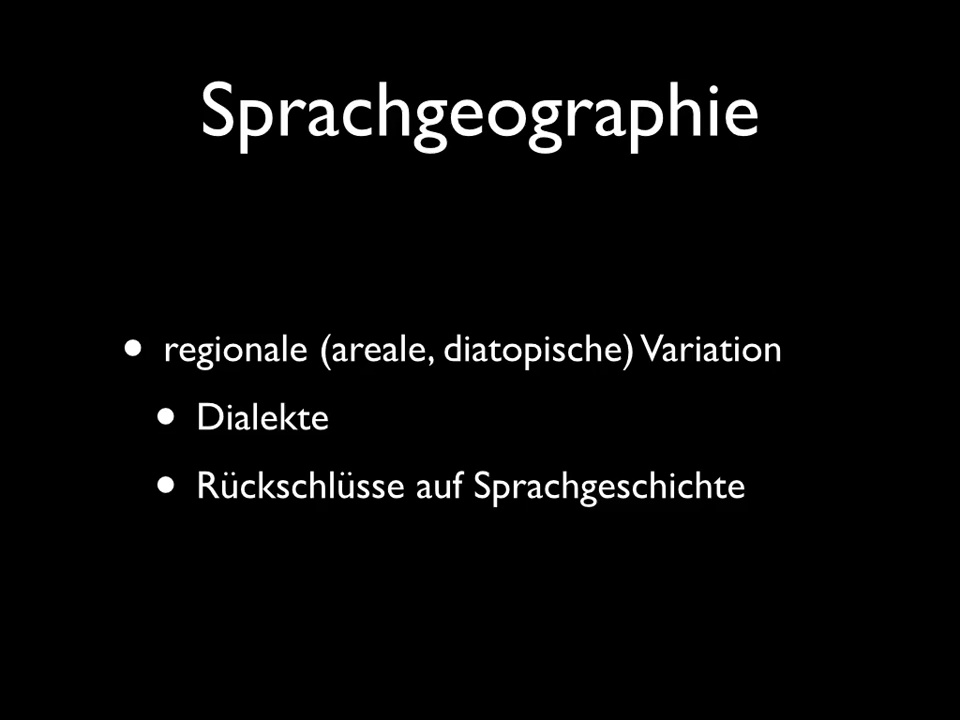 Sprachgeographie
• regionale (areale, diatopische) Variation
• Dialekte
• Rückschlüsse auf Sprachgeschichte